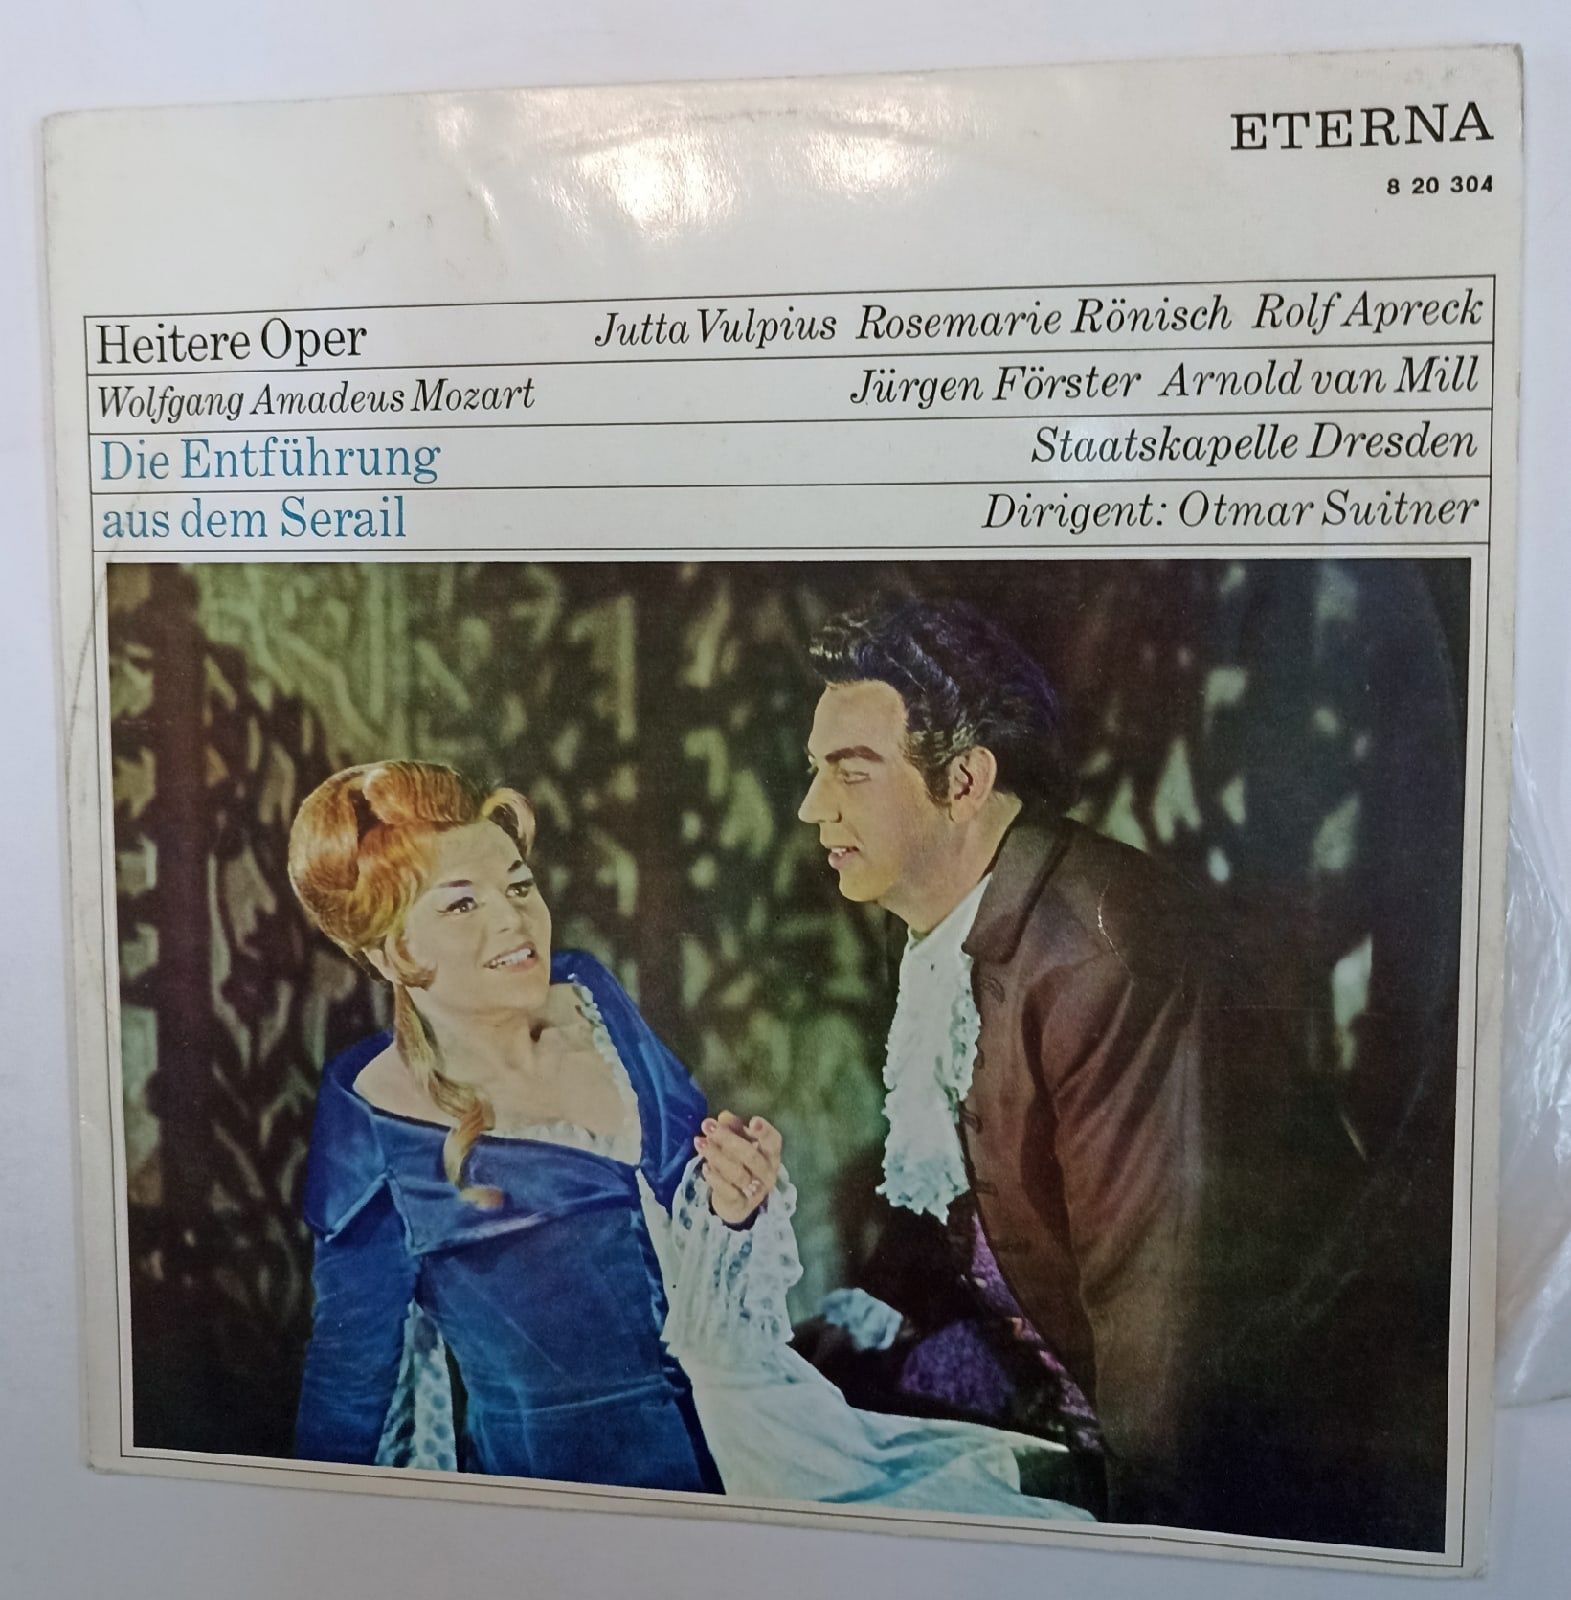 ETERNA
8 20 304
Heitere Oper
Jutta Vulpius Rosemarie Rönisch Rolf Apreck
Wolfgang Amadeus Mozart
Jürgen Förster Arnold van Mill
Die Entführung
Staatskapelle Dresden
aus dem Serail
Dirigent: Otmar Suitner